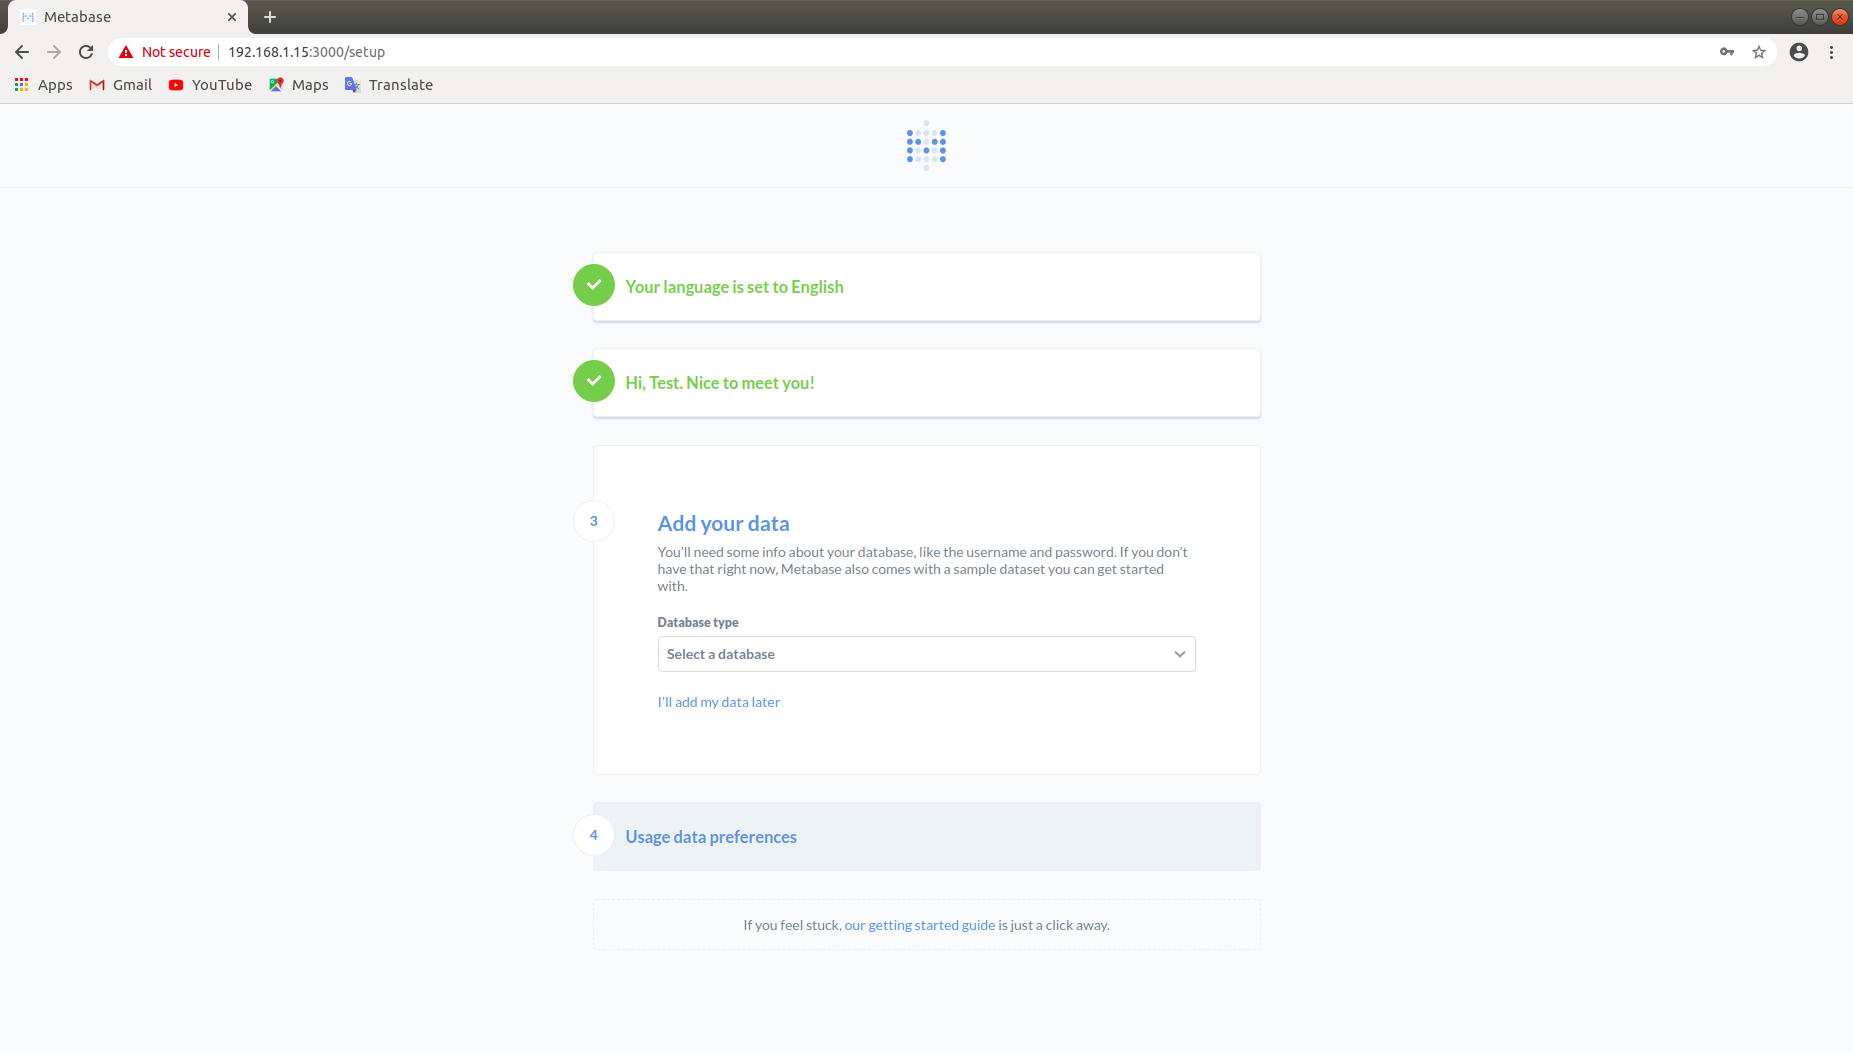 Metabase
Not secure 192.168.1.15:3000/setup
Apps Gmail YouTube Maps Translate
Your language is set to English
Hi, Test. Nice to meet you!
3
Add your data
You'll need some info about your database, like the username and password. If you don't
have that right now, Metabase also comes with a sample dataset you can get started
with.
Database type
Select a database
I'll add my data later
4 Usage data preferences
If you feel stuck, our getting started guide is just a click away.